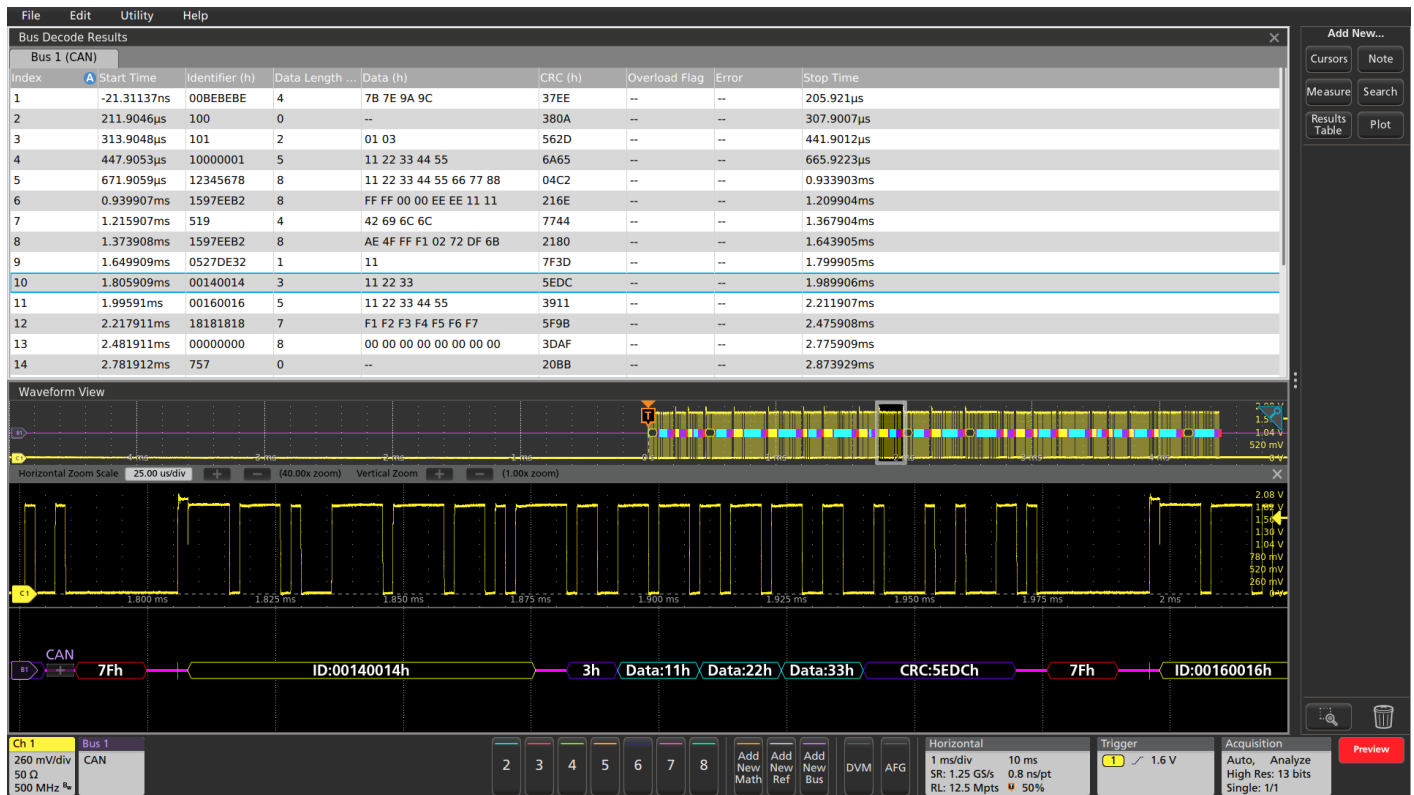 File Edit Utility Help
Bus Decode Results
Bus 1 (CAN)
Index A Start Time Identifier (h) Data Length ... Data (h) CRC (h) Overload Flag Error Stop Time
1 -21.31137ns 00BEBEBE 4 7B 7E 9A 9C 37EE -- -- 205.921µs
2 211.9046µs 100 0 -- 380A -- -- 307.9007µs
3 313.9048µs 101 2 01 03 562D -- -- 441.9012µs
4 447.9053µs 10000001 5 11 22 33 44 55 6A65 -- -- 665.9223µs
5 671.9059µs 12345678 8 11 22 33 44 55 66 77 88 04C2 -- -- 0.933903ms
6 0.939907ms 1597EEB2 8 FF FF 00 00 EE EE 11 11 216E -- -- 1.209904ms
7 1.215907ms 519 4 42 69 6C 6C 7744 -- -- 1.367904ms
8 1.373908ms 1597EEB2 8 AE 4F FF F1 02 72 DF 6B 2180 -- -- 1.643905ms
9 1.649909ms 0527DE32 1 11 7F3D -- -- 1.799905ms
10 1.805909ms 00140014 3 11 22 33 5EDC -- -- 1.989906ms
11 1.99591ms 00160016 5 11 22 33 44 55 3911 -- -- 2.211907ms
12 2.217911ms 18181818 7 F1 F2 F3 F4 F5 F6 F7 5F9B -- -- 2.475908ms
13 2.481911ms 00000000 8 00 00 00 00 00 00 00 00 3DAF -- -- 2.775909ms
14 2.781912ms 757 0 -- 20BB -- -- 2.873929ms
Waveform View
T
1.04 V
520 mV
0 V
B1
C1
Horizontal Zoom Scale 25.00 us/div + — (40.00x zoom) Vertical Zoom + — (1.00x zoom)
2.08 V
1.30 V
1.04 V
780 mV
520 mV
260 mV
C1
1.800 ms 1.825 ms 1.850 ms 1.875 ms 1.900 ms 1.925 ms 1.950 ms 1.975 ms 2 ms
CAN
B1 + 7Fh ID:00140014h 3h Data:11h Data:22h Data:33h CRC:5EDCh 7Fh ID:00160016h
Add New...
Cursors Note
Measure Search
Results Table Plot
Ch 1
260 mV/div
50 Ω
500 MHz Bw
Bus 1
CAN
2 3 4 5 6 7 8
Add New Math
Add New Ref
Add New Bus
DVM AFG
Horizontal
1 ms/div 10 ms
SR: 1.25 GS/s 0.8 ns/pt
RL: 12.5 Mpts 50%
Trigger
1 1.6 V
Acquisition
Auto, Analyze
High Res: 13 bits
Single: 1/1
Preview